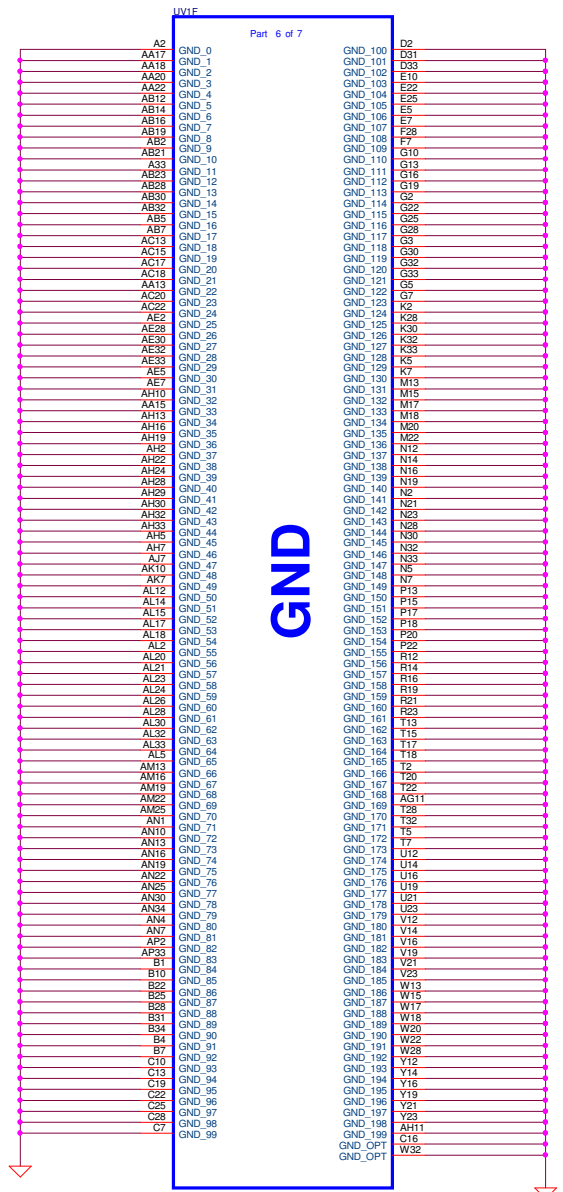 UV1F
Part 6 of 7
A2 GND_0 GND_100 D2
AA17 GND_1 GND_101 D31
AA18 GND_2 GND_102 D33
AA20 GND_3 GND_103 E10
AA22 GND_4 GND_104 E22
AB12 GND_5 GND_105 E25
AB14 GND_6 GND_106 E5
AB16 GND_7 GND_107 E7
AB19 GND_8 GND_108 F28
AB2 GND_9 GND_109 F7
AB21 GND_10 GND_110 G10
A33 GND_11 GND_111 G13
AB23 GND_12 GND_112 G16
AB28 GND_13 GND_113 G19
AB30 GND_14 GND_114 G2
AB32 GND_15 GND_115 G22
AB5 GND_16 GND_116 G25
AB7 GND_17 GND_117 G28
AC13 GND_18 GND_118 G3
AC15 GND_19 GND_119 G30
AC17 GND_20 GND_120 G32
AC18 GND_21 GND_121 G33
AA13 GND_22 GND_122 G5
AC20 GND_23 GND_123 G7
AC22 GND_24 GND_124 K2
AE2 GND_25 GND_125 K28
AE28 GND_26 GND_126 K30
AE30 GND_27 GND_127 K32
AE32 GND_28 GND_128 K33
AE33 GND_29 GND_129 K5
AE5 GND_30 GND_130 K7
AE7 GND_31 GND_131 M13
AH10 GND_32 GND_132 M15
AA15 GND_33 GND_133 M17
AH13 GND_34 GND_134 M18
AH16 GND_35 GND_135 M20
AH19 GND_36 GND_136 M22
AH2 GND_37 GND_137 N12
AH22 GND_38 GND_138 N14
AH24 GND_39 GND_139 N16
AH28 GND_40 GND_140 N19
AH29 GND_41 GND_141 N2
AH30 GND_42 GND_142 N21
AH32 GND_43 GND_143 N23
AH33 GND_44 GND_144 N28
AH5 GND_45 GND_145 N30
AH7 GND_46 GND_146 N32
AJ7 GND_47 GND_147 N33
AK10 GND_48 GND_148 N5
AK7 GND_49 GND_149 N7
AL12 GND_50 GND_150 P13
AL14 GND_51 GND_151 P15
AL15 GND_52 GND_152 P17
AL17 GND_53 GND_153 P18
AL18 GND_54 GND_154 P20
AL2 GND_55 GND_155 P22
AL20 GND_56 GND_156 R12
AL21 GND_57 GND_157 R14
AL23 GND_58 GND_158 R16
AL24 GND_59 GND_159 R19
AL26 GND_60 GND_160 R21
AL28 GND_61 GND_161 R23
AL30 GND_62 GND_162 T13
AL32 GND_63 GND_163 T15
AL33 GND_64 GND_164 T17
AL5 GND_65 GND_165 T18
AM13 GND_66 GND_166 T2
AM16 GND_67 GND_167 T20
AM19 GND_68 GND_168 T22
AM22 GND_69 GND_169 AG11
AM25 GND_70 GND_170 T28
AN1 GND_71 GND_171 T32
AN10 GND_72 GND_172 T5
AN13 GND_73 GND_173 T7
AN16 GND_74 GND_174 U12
AN19 GND_75 GND_175 U14
AN22 GND_76 GND_176 U16
AN25 GND_77 GND_177 U19
AN30 GND_78 GND_178 U21
AN34 GND_79 GND_179 U23
AN4 GND_80 GND_180 V12
AN7 GND_81 GND_181 V14
AP2 GND_82 GND_182 V16
AP33 GND_83 GND_183 V19
B1 GND_84 GND_184 V21
B10 GND_85 GND_185 V23
B22 GND_86 GND_186 W13
B25 GND_87 GND_187 W15
B28 GND_88 GND_188 W17
B31 GND_89 GND_189 W18
B34 GND_90 GND_190 W20
B4 GND_91 GND_191 W22
B7 GND_92 GND_192 W28
C10 GND_93 GND_193 Y12
C13 GND_94 GND_194 Y14
C19 GND_95 GND_195 Y16
C22 GND_96 GND_196 Y19
C25 GND_97 GND_197 Y21
C28 GND_98 GND_198 Y23
C7 GND_99 GND_199 AH11
GND_OPT C16
GND_OPT W32
GND